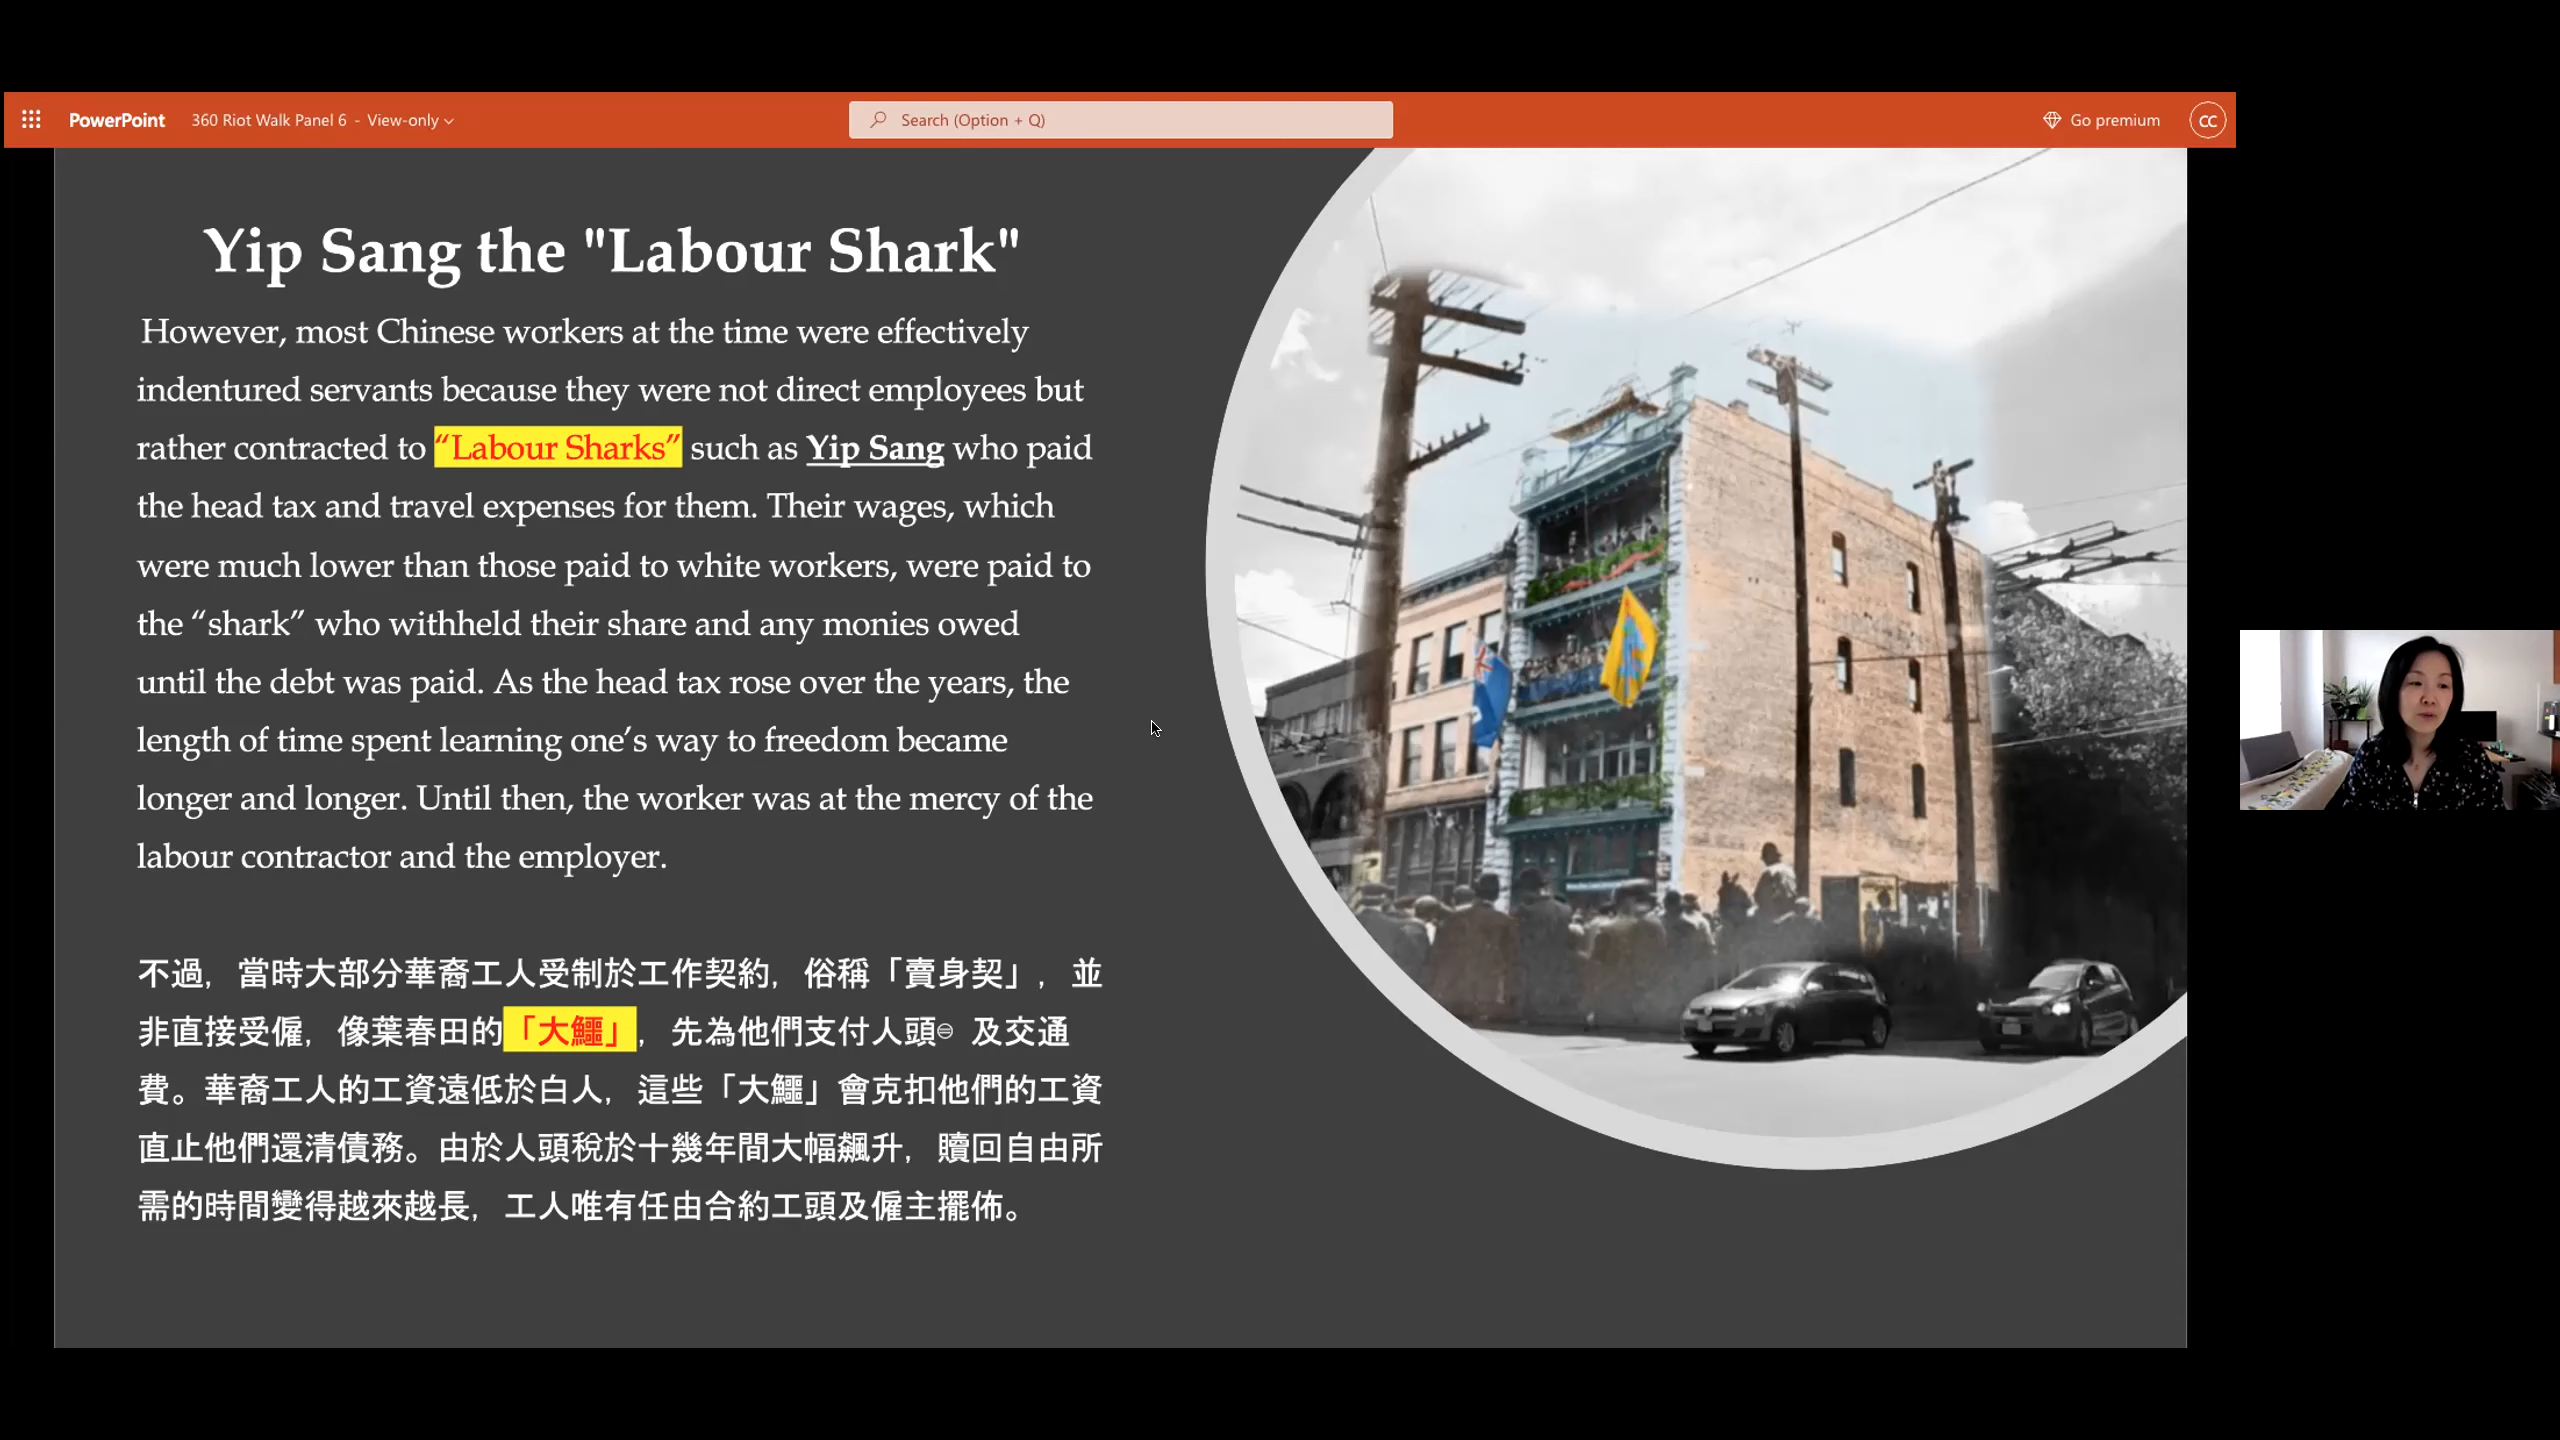 PowerPoint 360 Riot Walk Panel 6 - View-only Search (Option + Q) Go premium CC
Yip Sang the "Labour Shark"
However, most Chinese workers at the time were effectively
indentured servants because they were not direct employees but
rather contracted to “Labour Sharks” such as Yip Sang who paid
the head tax and travel expenses for them. Their wages, which
were much lower than those paid to white workers, were paid to
the “shark” who withheld their share and any monies owed
until the debt was paid. As the head tax rose over the years, the
length of time spent learning one’s way to freedom became
longer and longer. Until then, the worker was at the mercy of the
labour contractor and the employer.
不過，當時大部分華裔工人受制於工作契約，俗稱「賣身契」，並
非直接受僱，像葉春田的「大鱷」，先為他們支付人頭㊀ 及交通
費。華裔工人的工資遠低於白人，這些「大鱷」會克扣他們的工資
直止他們還清債務。由於人頭稅於十幾年間大幅飆升，贖回自由所
需的時間變得越來越長，工人唯有任由合約工頭及僱主擺佈。